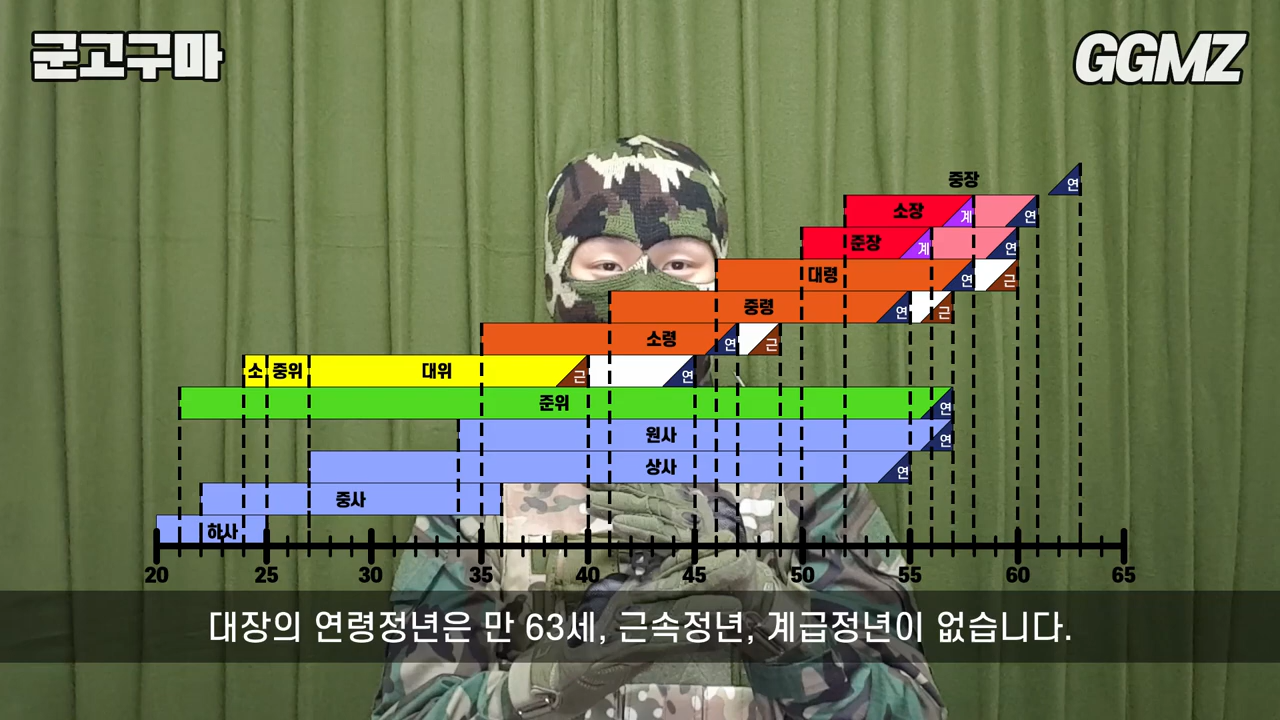 군고구마
GGMZ
중장 연
소장 계 연
준장 계 연
대령 연 근
중령 연 근
소령 연 근
소 중위 대위 근 연
준위 연
원사 연
상사 연
중사
하사
20 25 30 35 40 45 50 55 60 65
대장의 연령정년은 만 63세, 근속정년, 계급정년이 없습니다.